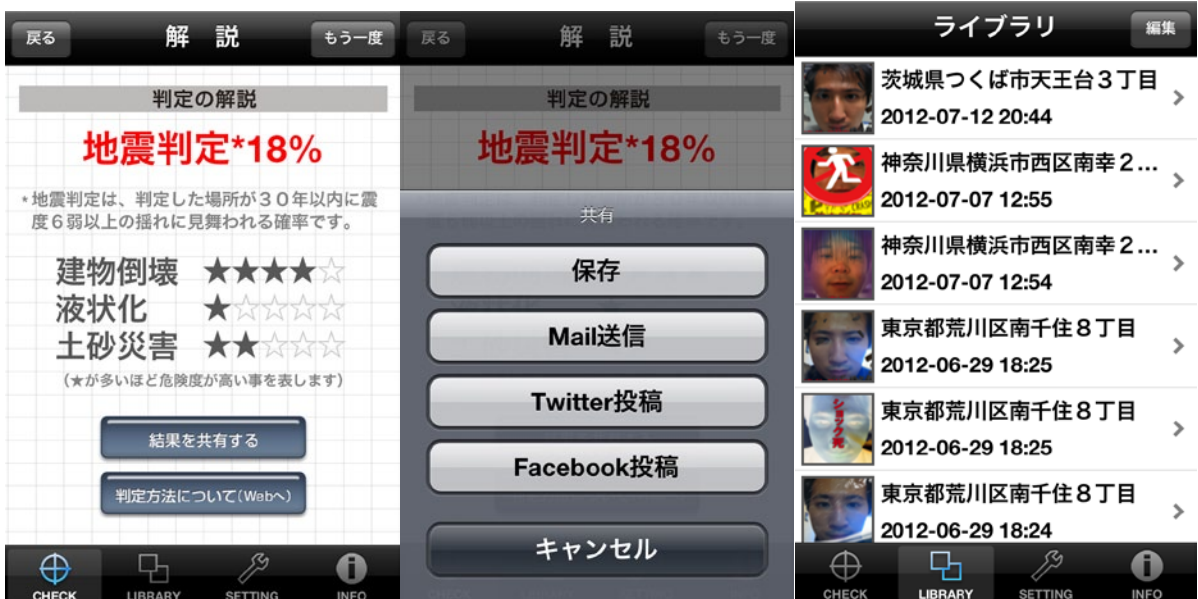 戻る
解 説
もう一度
判定の解説
地震判定*18%
*地震判定は、判定した場所が３０年以内に震
度６弱以上の揺れに見舞われる確率です。
建物倒壊 ★★★★☆
液状化 ★☆☆☆☆
土砂災害 ★★☆☆☆
(★が多いほど危険度が高い事を表します)
結果を共有する
判定方法について(Webへ)
CHECK
LIBRARY
SETTING
INFO
戻る
解 説
もう一度
判定の解説
地震判定*18%
共有
保存
Mail送信
Twitter投稿
Facebook投稿
キャンセル
CHECK
LIBRARY
SETTING
INFO
ライブラリ
編集
茨城県つくば市天王台３丁目
2012-07-12 20:44
神奈川県横浜市西区南幸２...
2012-07-07 12:55
神奈川県横浜市西区南幸２...
2012-07-07 12:54
東京都荒川区南千住８丁目
2012-06-29 18:25
ショック死
東京都荒川区南千住８丁目
2012-06-29 18:25
東京都荒川区南千住８丁目
2012-06-29 18:24
CHECK
LIBRARY
SETTING
INFO